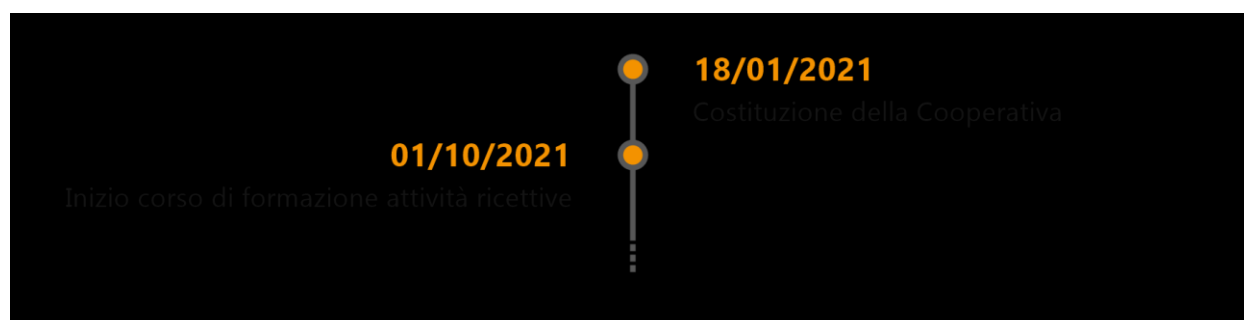 18/01/2021
Costituzione della Cooperativa
01/10/2021
Inizio corso di formazione attività ricettive